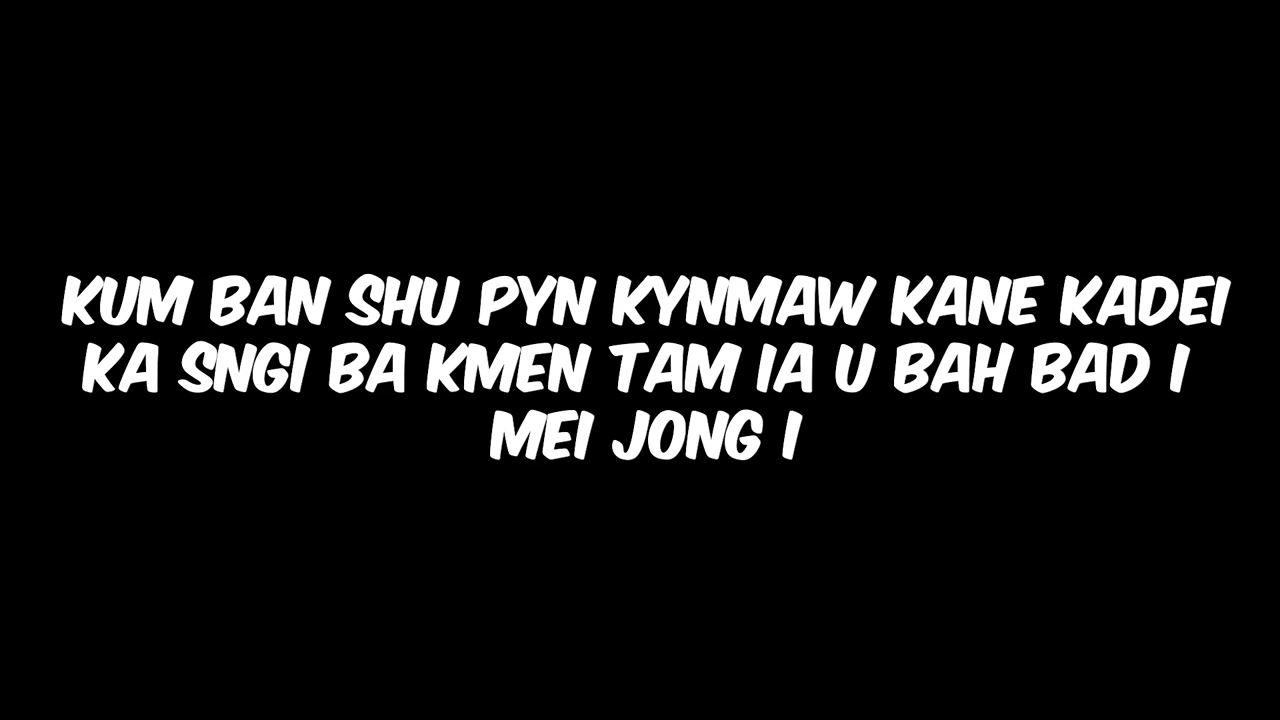 KUM BAN SHU PYN KYNMAW KANE KADEI
KA SNGI BA KMEN TAM IA U BAH BAD I
MEI JONG I